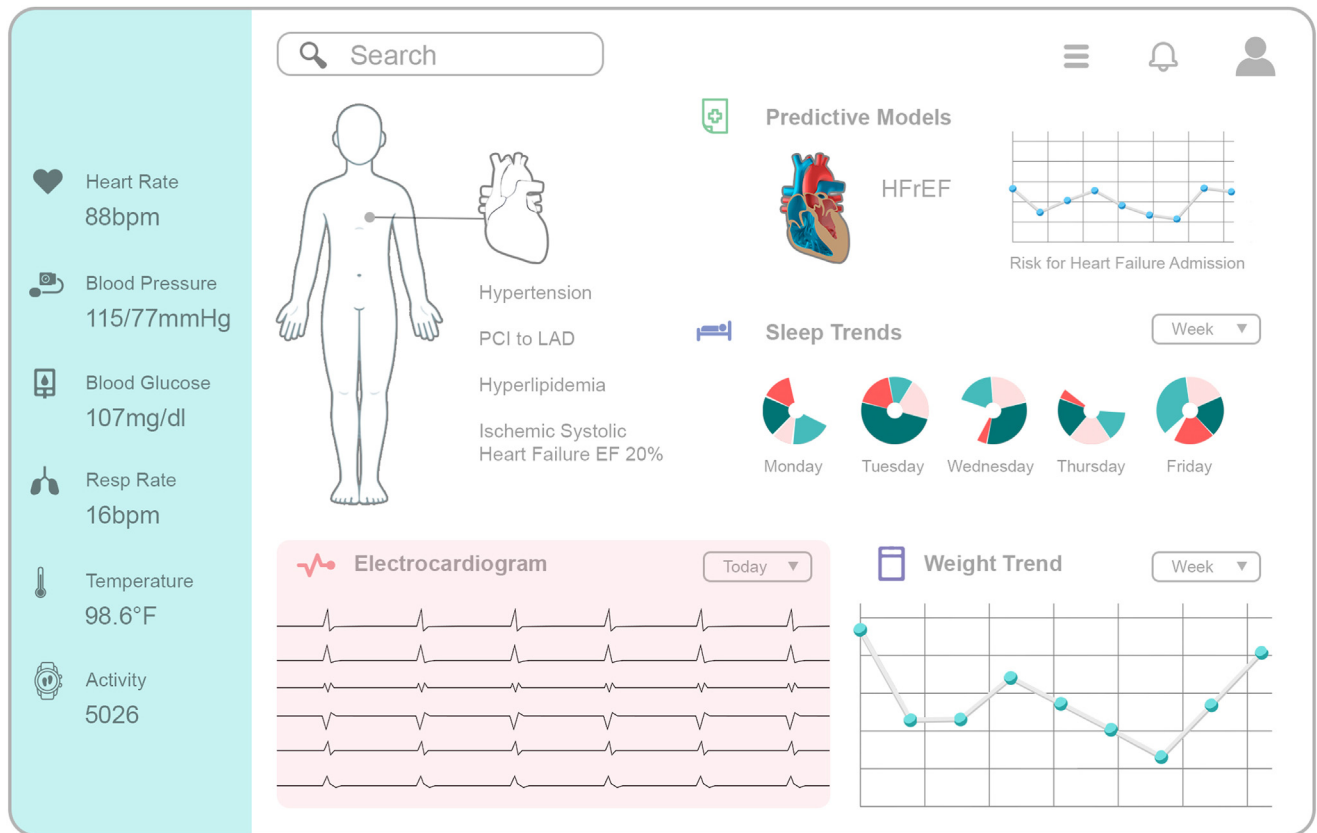 Search
Heart Rate
88bpm
Blood Pressure
115/77mmHg
Blood Glucose
107mg/dl
Resp Rate
16bpm
Temperature
98.6°F
Activity
5026
Hypertension
PCI to LAD
Hyperlipidemia
Ischemic Systolic
Heart Failure EF 20%
Predictive Models
HFrEF
Risk for Heart Failure Admission
Sleep Trends
Week
Monday
Tuesday
Wednesday
Thursday
Friday
Electrocardiogram
Today
Weight Trend
Week